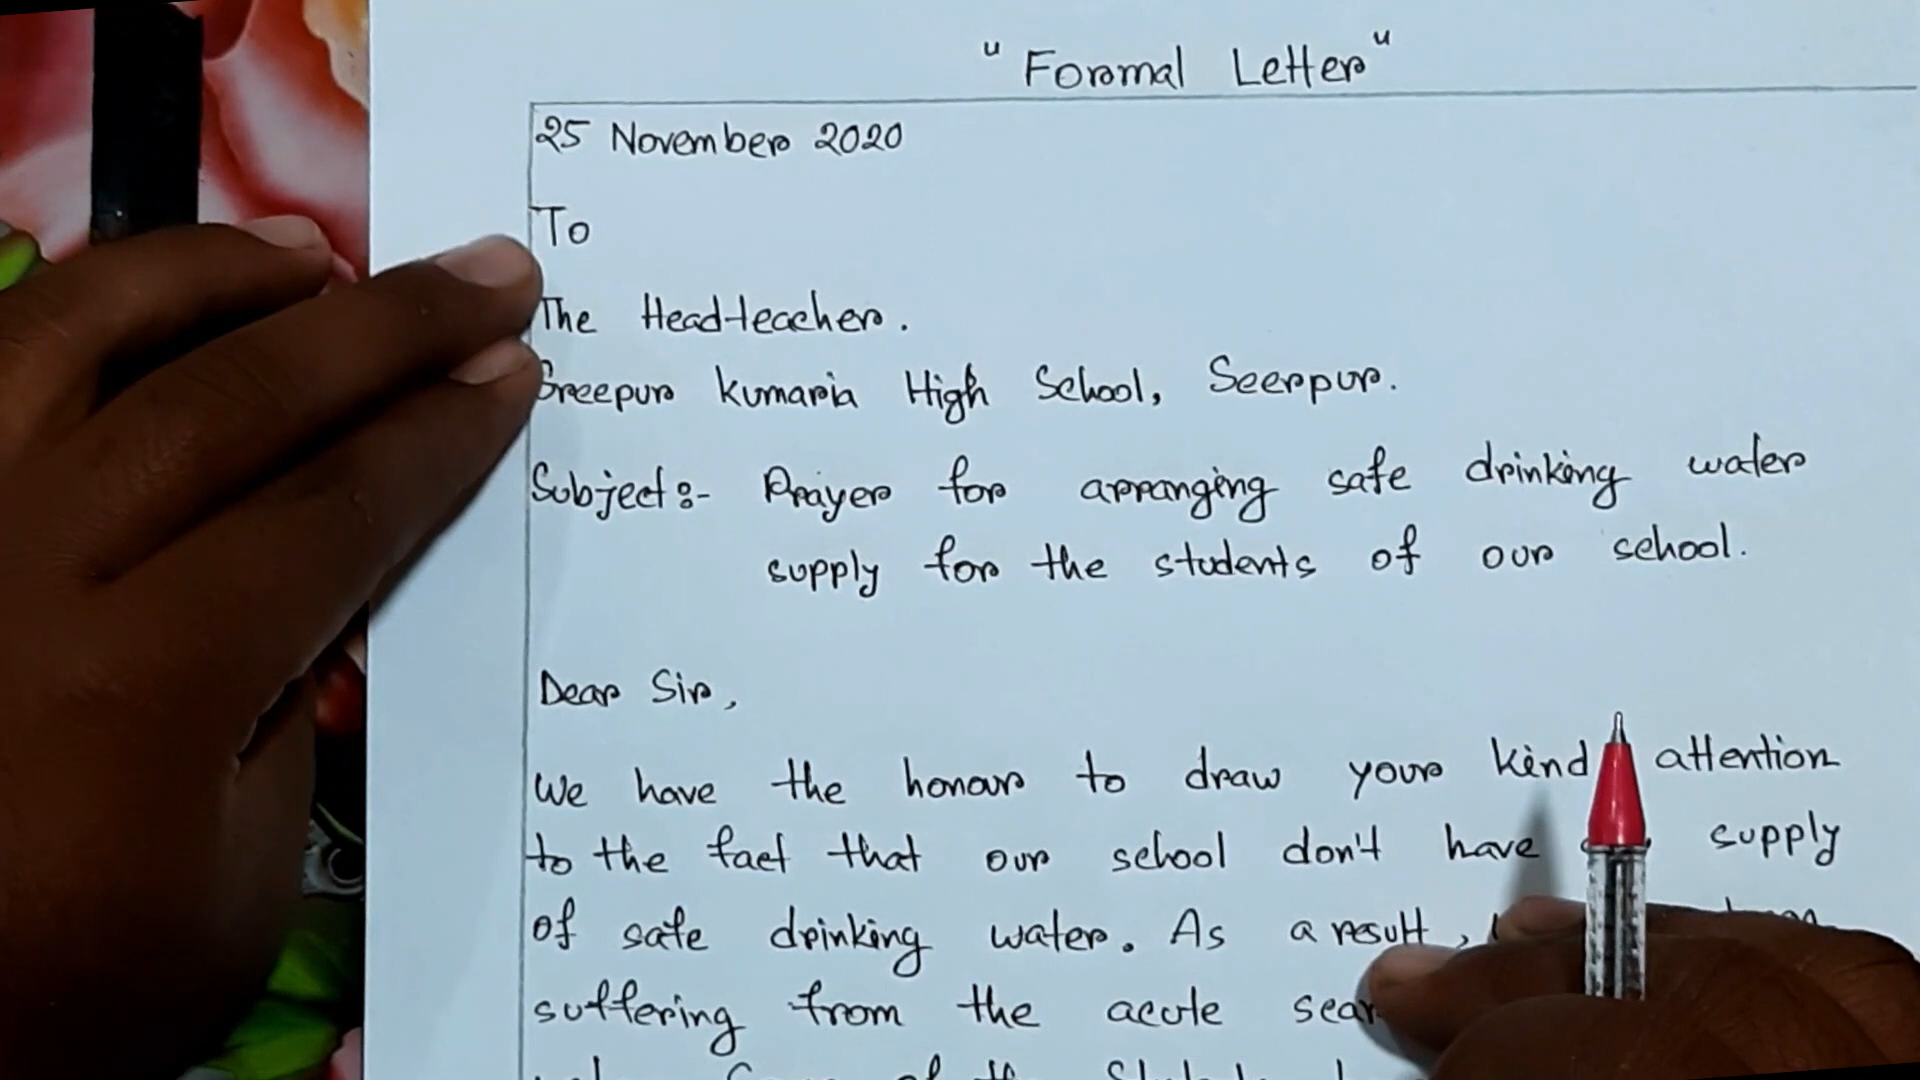 "Formal Letter"
25 November 2020
To
The Headteacher.
Sreepur Kumaria High School, Seerpur.
Subject:- Prayer for arranging safe drinking water
supply for the students of our school.
Dear Sir,
We have the honour to draw your kind attention
to the fact that our school don't have supply
of safe drinking water. As a result,
suffering from the acute